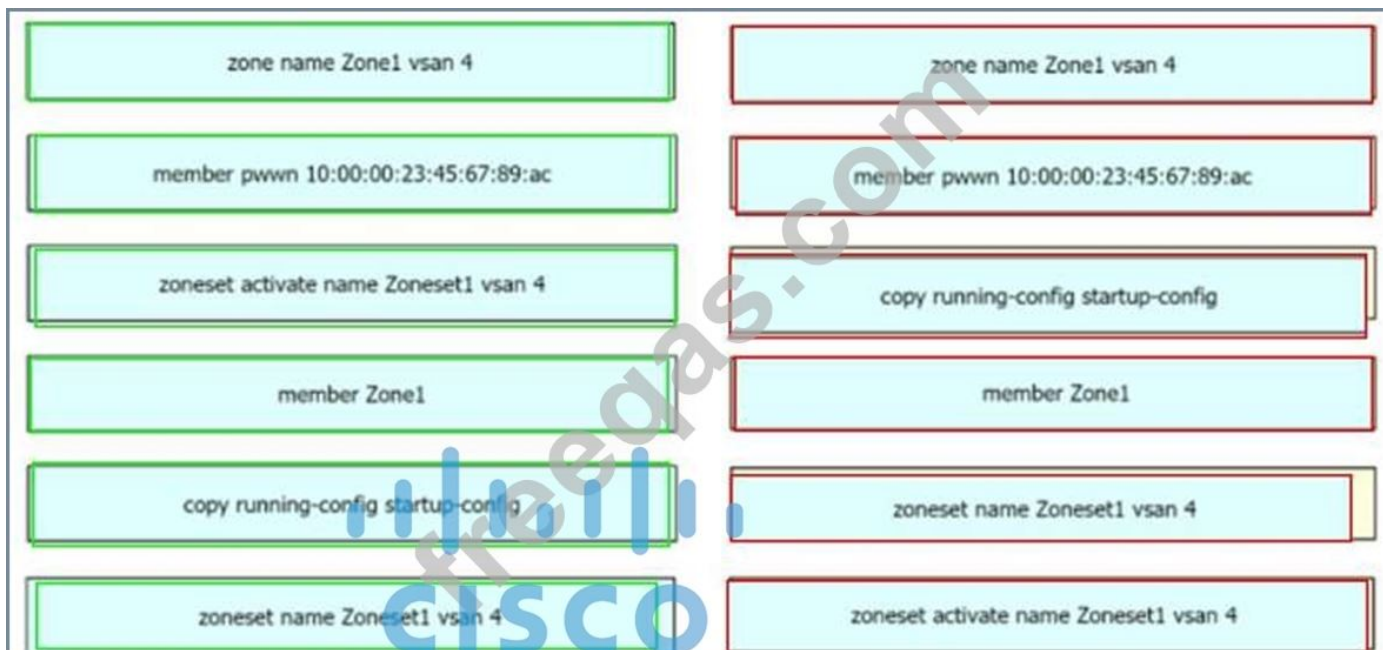 zone name Zone1 vsan 4
zone name Zone1 vsan 4
member pwwn 10:00:00:23:45:67:89:ac
member pwwn 10:00:00:23:45:67:89:ac
zoneset activate name Zoneset1 vsan 4
copy running-config startup-config
member Zone1
member Zone1
copy running-config startup-config
zoneset name Zoneset1 vsan 4
zoneset name Zoneset1 vsan 4
zoneset activate name Zoneset1 vsan 4
freeqas.com
CISCO